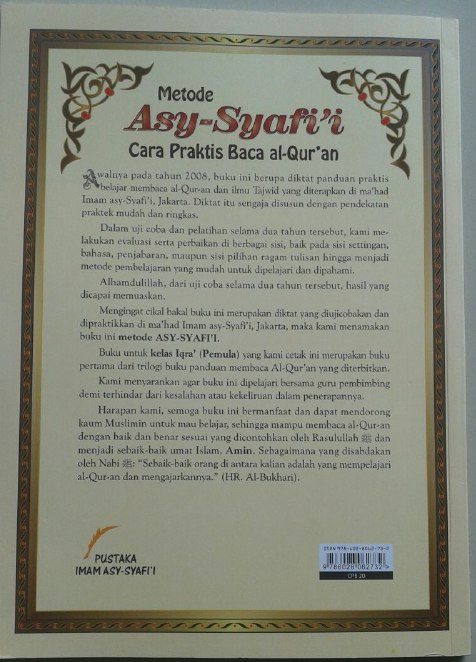 Metode
Asy-Syafi'i
Cara Praktis Baca al-Qur'an
Awalnya pada tahun 2008, buku ini berupa diktat panduan praktis
belajar membaca al-Qur-an dan ilmu Tajwid yang diterapkan di ma'had
Imam asy-Syafi'i, Jakarta. Diktat itu sengaja disusun dengan pendekatan
praktek mudah dan ringkas.
Dalam uji coba dan pelatihan selama dua tahun tersebut, kami me-
lakukan evaluasi serta perbaikan di berbagai sisi, baik pada sisi settingan,
bahasa, penjabaran, maupun sisi pilihan ragam tulisan hingga menjadi
metode pembelajaran yang mudah untuk dipelajari dan dipahami.
Alhamdulillah, dari uji coba selama dua tahun tersebut, hasil yang
dicapai memuaskan.
Mengingat cikal bakal buku ini merupakan diktat yang diujicobakan dan
dipraktikkan di ma'had Imam asy-Syafi'i, Jakarta, maka kami menamakan
buku ini metode ASY-SYAFI'I.
Buku untuk kelas Iqra' (Pemula) yang kami cetak ini merupakan buku
pertama dari trilogi buku panduan membaca Al-Qur'an yang diterbitkan.
Kami menyarankan agar buku ini dipelajari bersama guru pembimbing
demi terhindar dari kesalahan atau kekeliruan dalam penerapannya.
Harapan kami, semoga buku ini bermanfaat dan dapat mendorong
kaum Muslimin untuk mau belajar, sehingga mampu membaca al-Qur-an
dengan baik dan benar sesuai yang dicontohkan oleh Rasulullah ﷺ dan
menjadi sebaik-baik umat Islam, Amin. Sebagaimana yang disabdakan
oleh Nabi ﷺ: "Sebaik-baik orang di antara kalian adalah yang mempelajari
al-Qur-an dan mengajarkannya." (HR. Al-Bukhari).
PUSTAKA
IMAM ASY-SYAFI'I
ISBN 978-602-8062-73-2
9 786028 062732